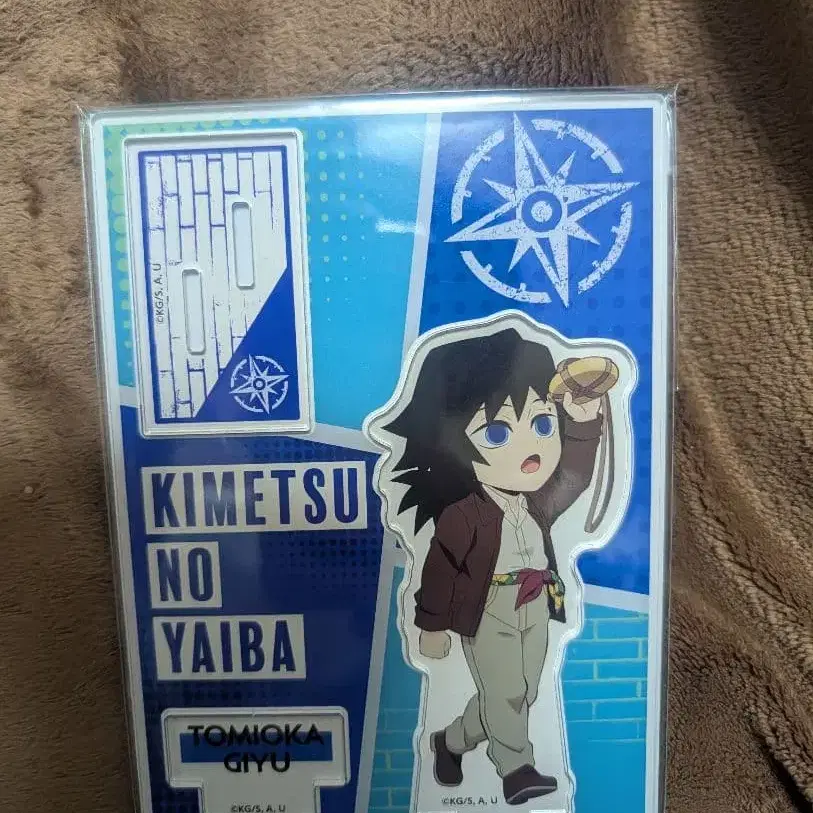 ©KG/S, A, U
KIMETSU
NO
YAIBA
TOMIOKA
GIYU
©KG/S, A, U
©KG/S, A, U